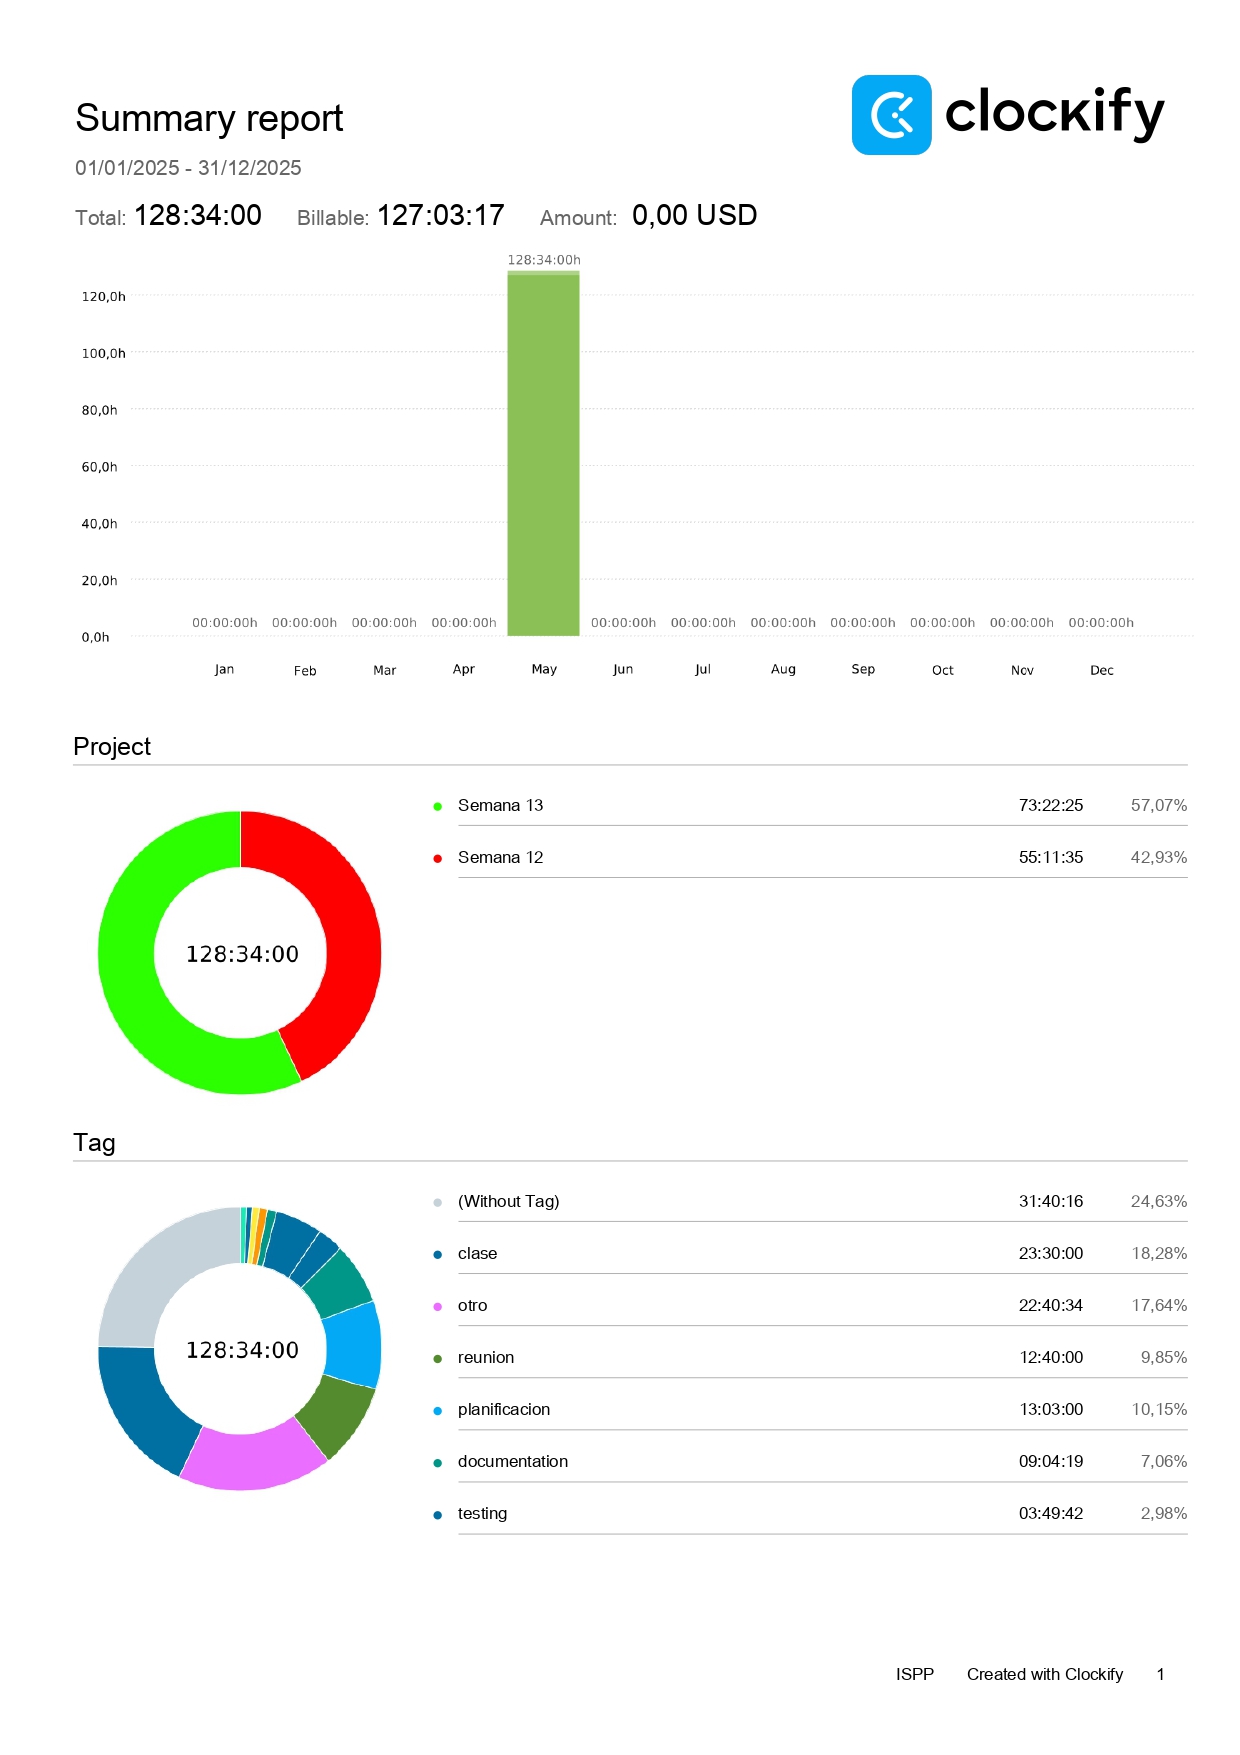 Summary report
clockify
01/01/2025 - 31/12/2025
Total: 128:34:00 Billable: 127:03:17 Amount: 0,00 USD
128:34:00h
120,0h
100,0h
80,0h
60,0h
40,0h
20,0h
00:00:00h 00:00:00h 00:00:00h 00:00:00h 00:00:00h 00:00:00h 00:00:00h 00:00:00h 00:00:00h 00:00:00h 00:00:00h
0,0h
Jan Feb Mar Apr May Jun Jul Aug Sep Oct Nov Dec
Project
Semana 13 73:22:25 57,07%
Semana 12 55:11:35 42,93%
128:34:00
Tag
(Without Tag) 31:40:16 24,63%
clase 23:30:00 18,28%
otro 22:40:34 17,64%
128:34:00
reunion 12:40:00 9,85%
planificacion 13:03:00 10,15%
documentation 09:04:19 7,06%
testing 03:49:42 2,98%
ISPP Created with Clockify 1